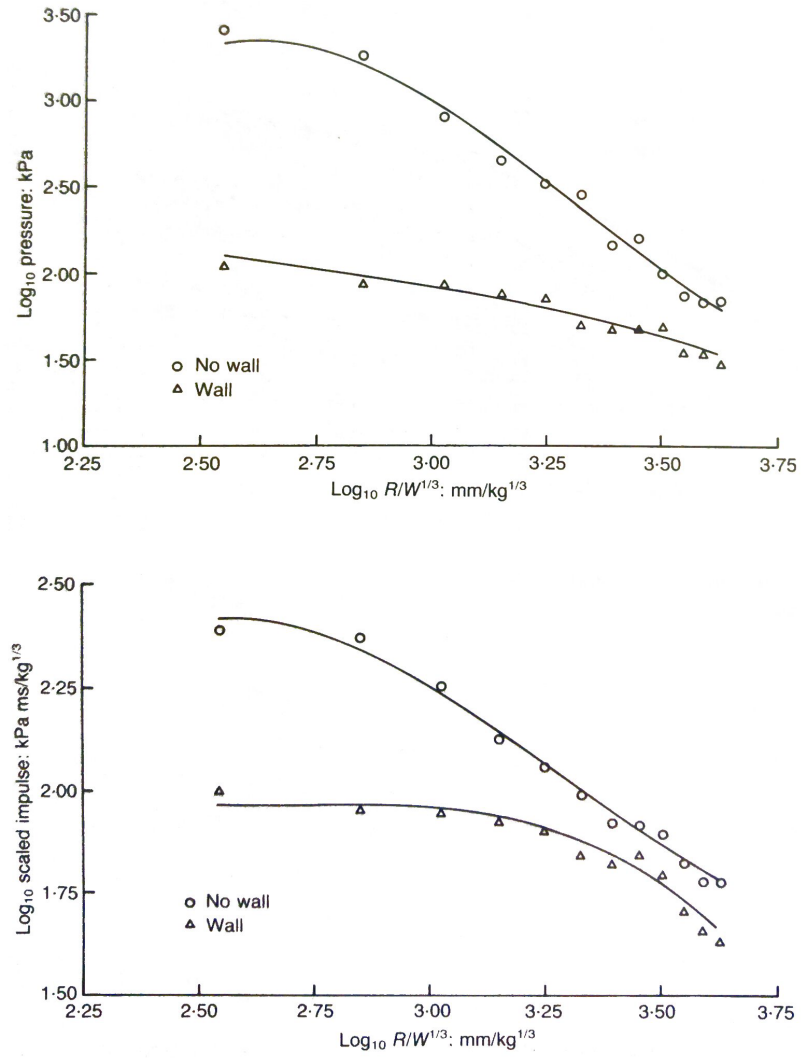 3·50
3·00
2·50
2·00
1·50
1·00
Log10 pressure: kPa
○ No wall
△ Wall
2·25 2·50 2·75 3·00 3·25 3·50 3·75
Log10 R/W1/3: mm/kg1/3
2·50
2·25
2·00
1·75
1·50
Log10 scaled impulse: kPa ms/kg1/3
○ No wall
△ Wall
2·25 2·50 2·75 3·00 3·25 3·50 3·75
Log10 R/W1/3: mm/kg1/3